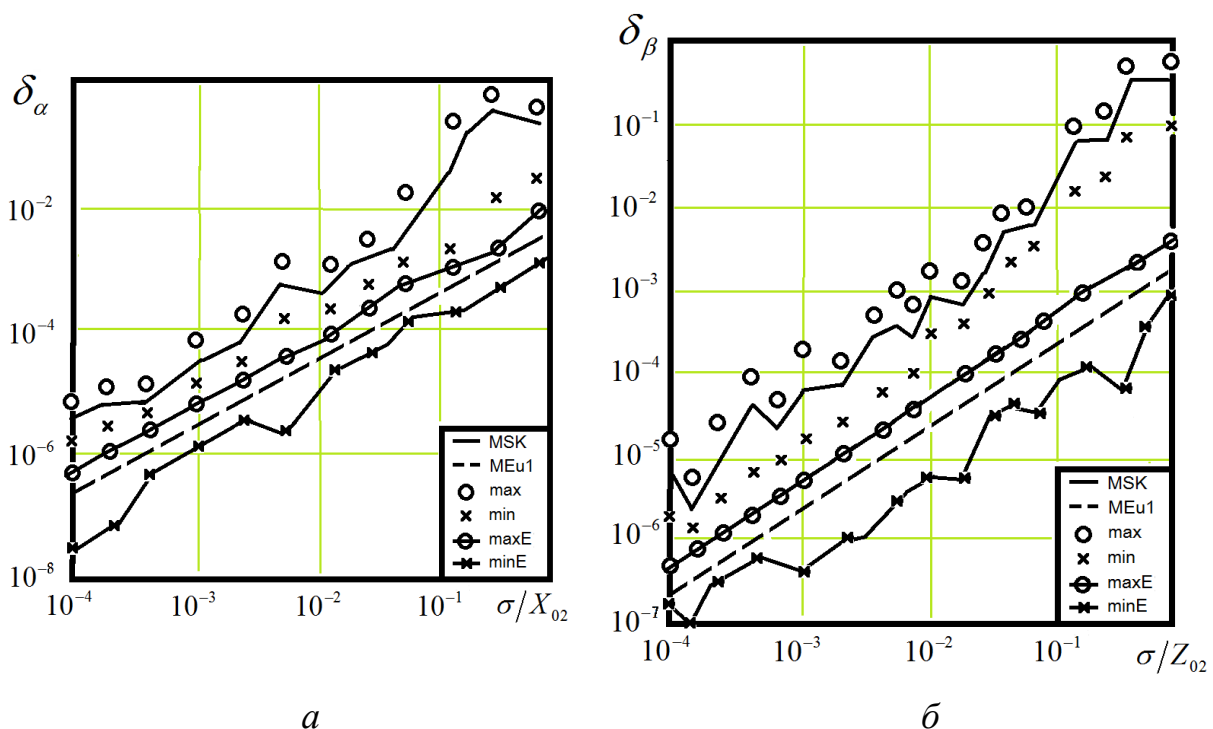 δα
10⁻²
10⁻⁴
10⁻⁶
10⁻⁸
10⁻⁴
10⁻³
10⁻²
10⁻¹
σ/X₀₂
MSK
MEu1
max
min
maxE
minE
а
δβ
10⁻¹
10⁻²
10⁻³
10⁻⁴
10⁻⁵
10⁻⁶
10⁻⁷
10⁻⁴
10⁻³
10⁻²
10⁻¹
σ/Z₀₂
MSK
MEu1
max
min
maxE
minE
б